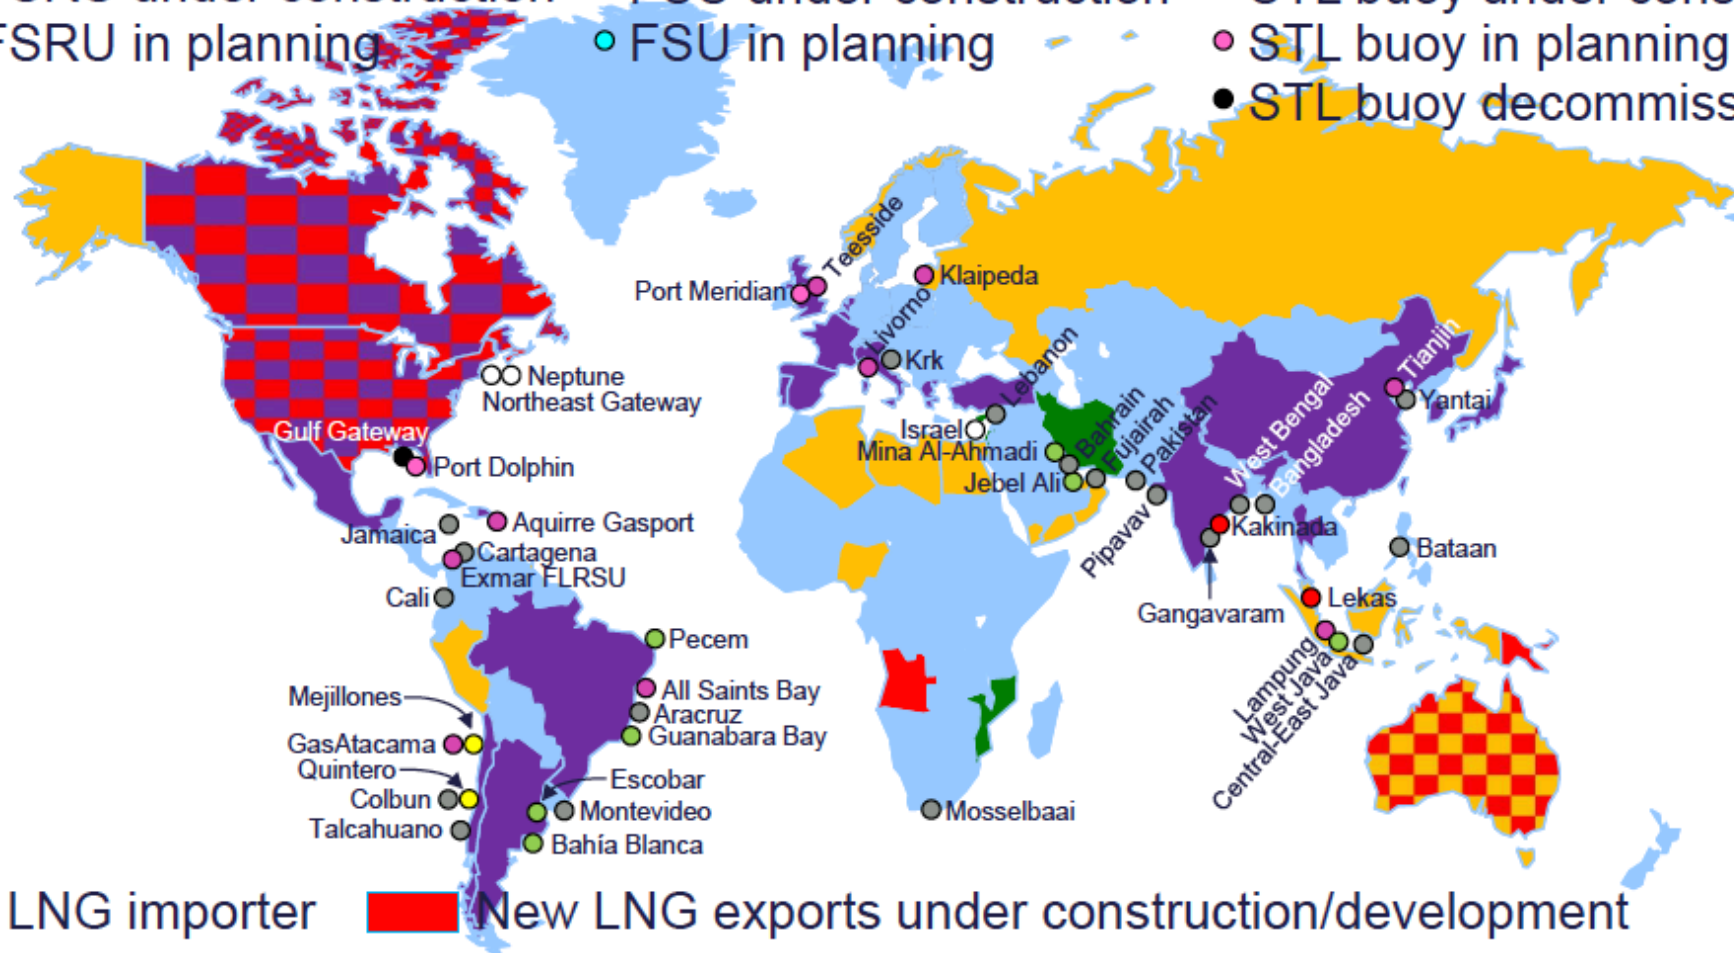 FSRU in planning
FSU in planning
STL buoy in planning
STL buoy decommiss
Teesside
Port Meridian
Klaipeda
Livorno
Krk
Lebanon
Tianjin
Yantai
Neptune
Northeast Gateway
Gulf Gateway
Port Dolphin
Israel
Mina Al-Ahmadi
Bahrain
Jebel Ali
Fujairah
Pakistan
West Bengal
Bangladesh
Pipavav
Kakinada
Gangavaram
Bataan
Jamaica
Aquirre Gasport
Cartagena
Exmar FLRSU
Cali
Lekas
Lampung
West Java
Central-East Java
Pecem
All Saints Bay
Aracruz
Guanabara Bay
Mejillones
GasAtacama
Quintero
Colbun
Talcahuano
Escobar
Montevideo
Bahía Blanca
Mosselbaai
LNG importer
New LNG exports under construction/development